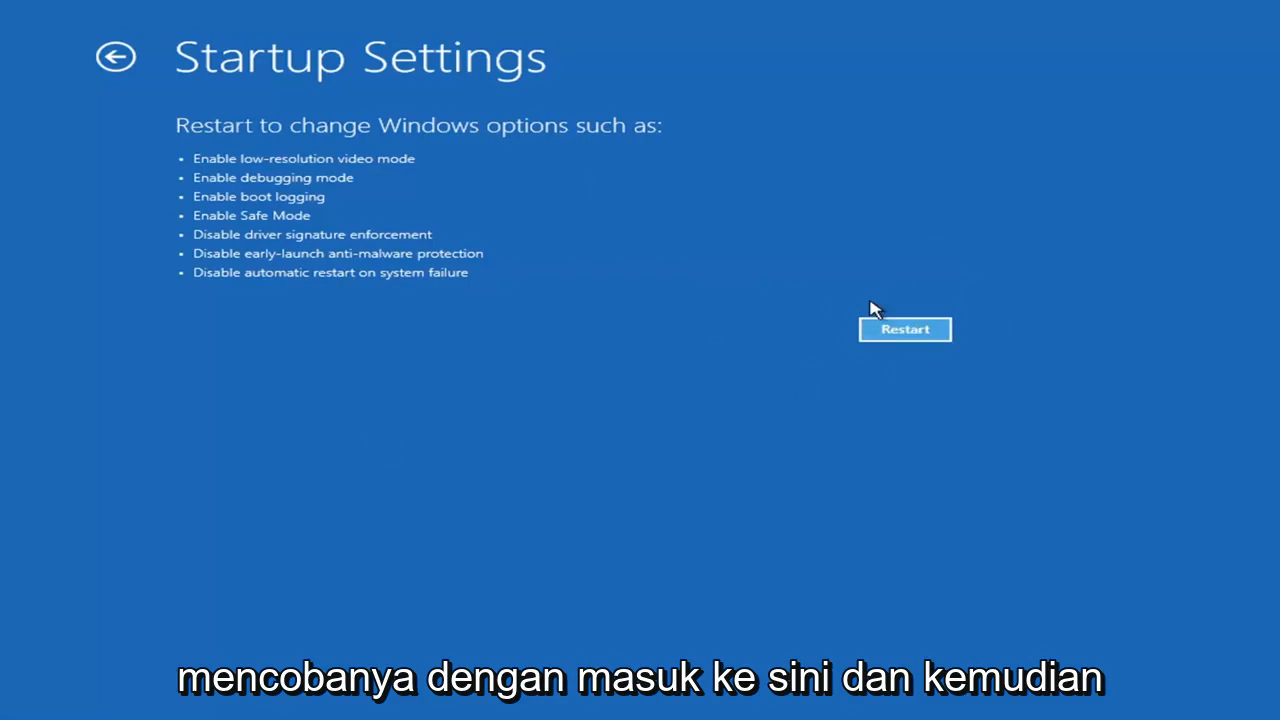 Startup Settings
Restart to change Windows options such as:
• Enable low-resolution video mode
• Enable debugging mode
• Enable boot logging
• Enable Safe Mode
• Disable driver signature enforcement
• Disable early-launch anti-malware protection
• Disable automatic restart on system failure
Restart
mencobanya dengan masuk ke sini dan kemudian